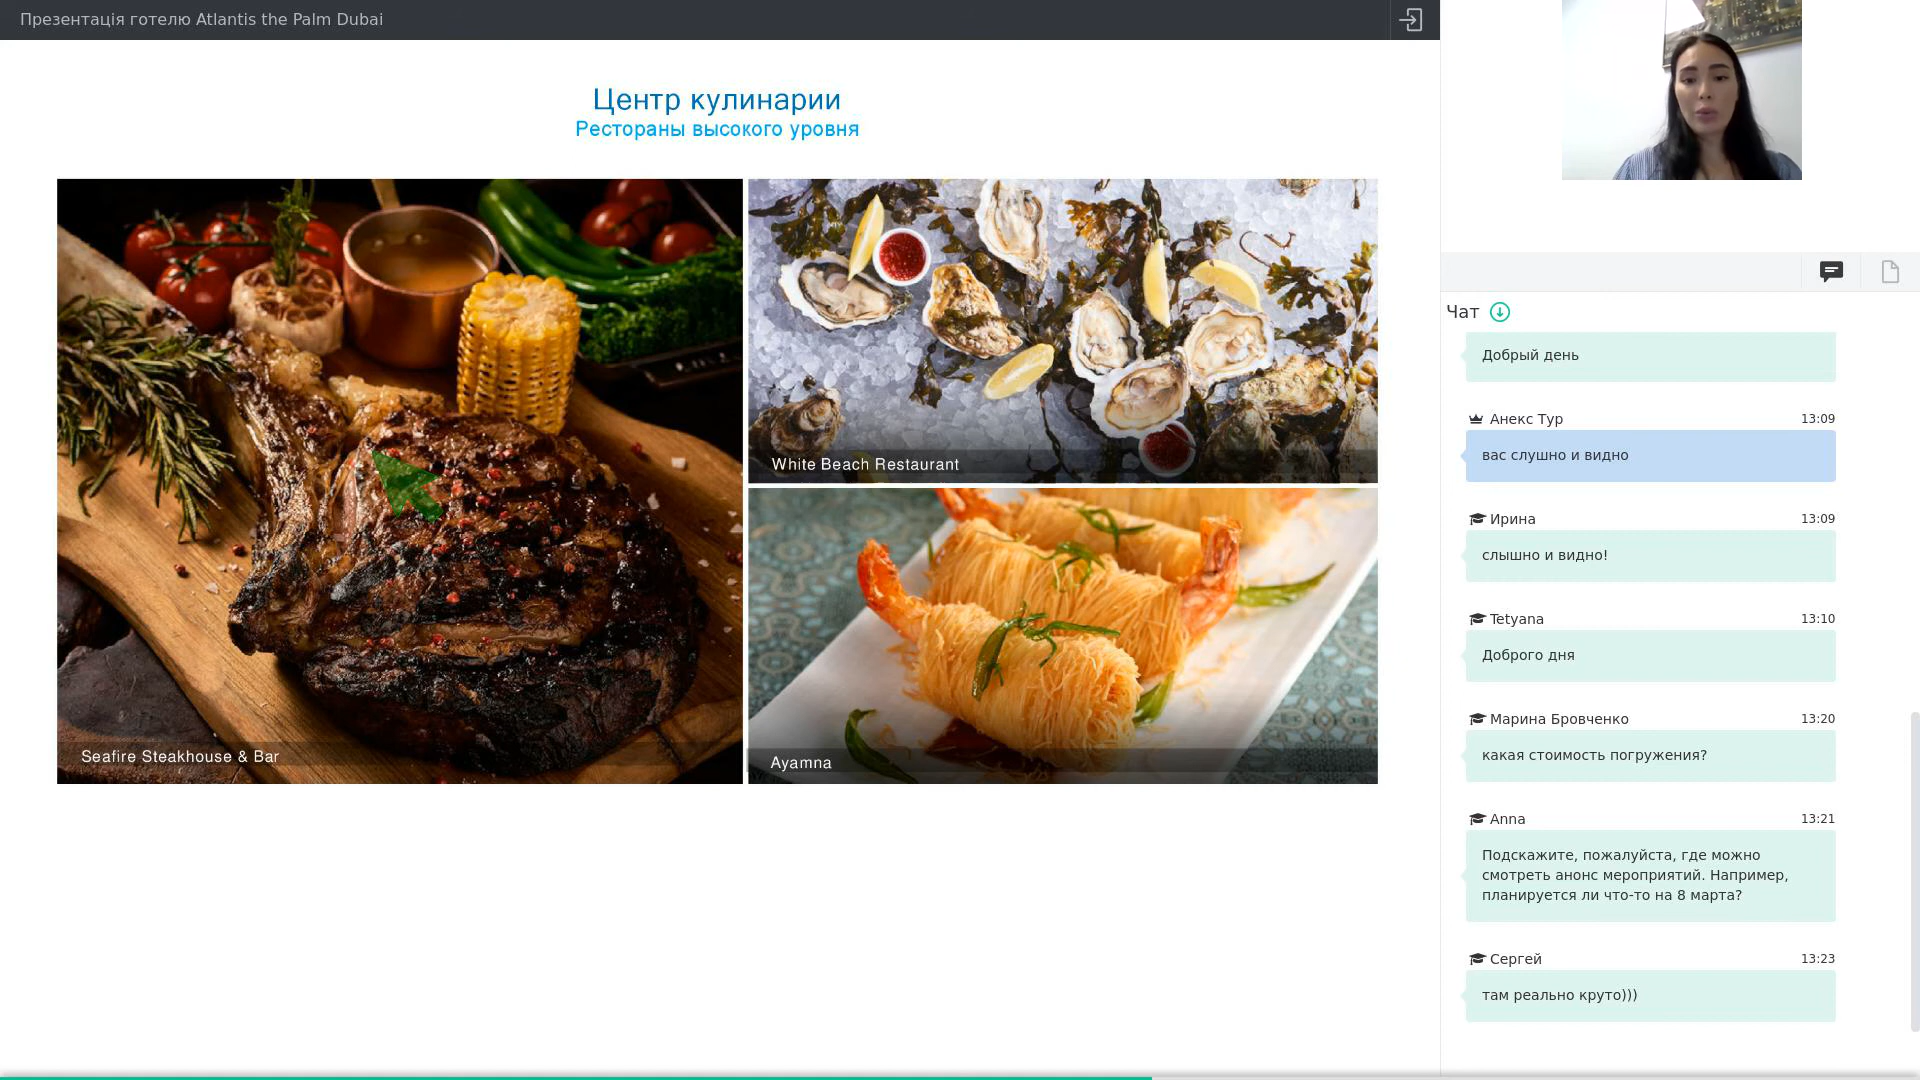 Презентація готелю Atlantis the Palm Dubai
Центр кулинарии
Рестораны высокого уровня
Seafire Steakhouse & Bar
White Beach Restaurant
Ayamna
Чат
Добрый день
Анекс Тур 13:09
вас слушно и видно
Ирина 13:09
слышно и видно!
Tetyana 13:10
Доброго дня
Марина Бровченко 13:20
какая стоимость погружения?
Anna 13:21
Подскажите, пожалуйста, где можно
смотреть анонс мероприятий. Например,
планируется ли что-то на 8 марта?
Сергей 13:23
там реально круто)))